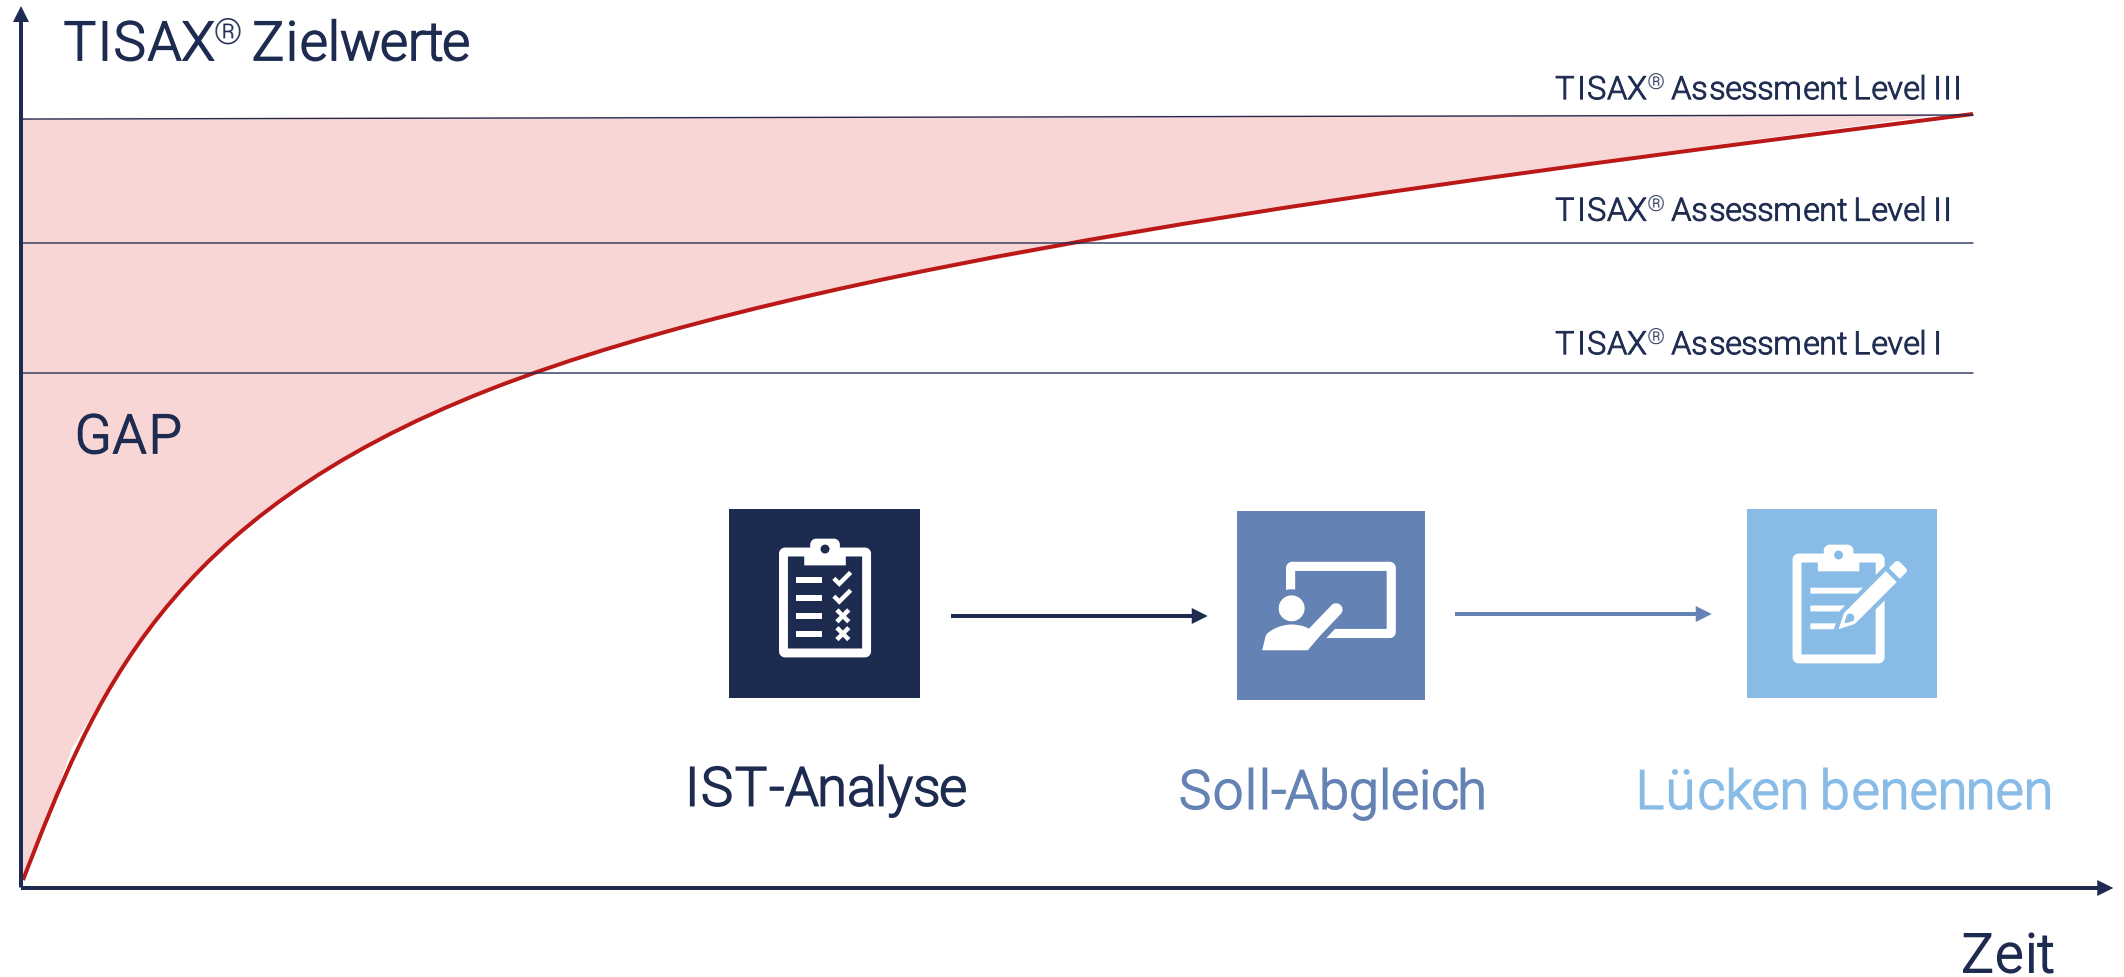 TISAX® Zielwerte
TISAX® Assessment Level III
TISAX® Assessment Level II
TISAX® Assessment Level I
GAP
IST-Analyse
Soll-Abgleich
Lücken benennen
Zeit